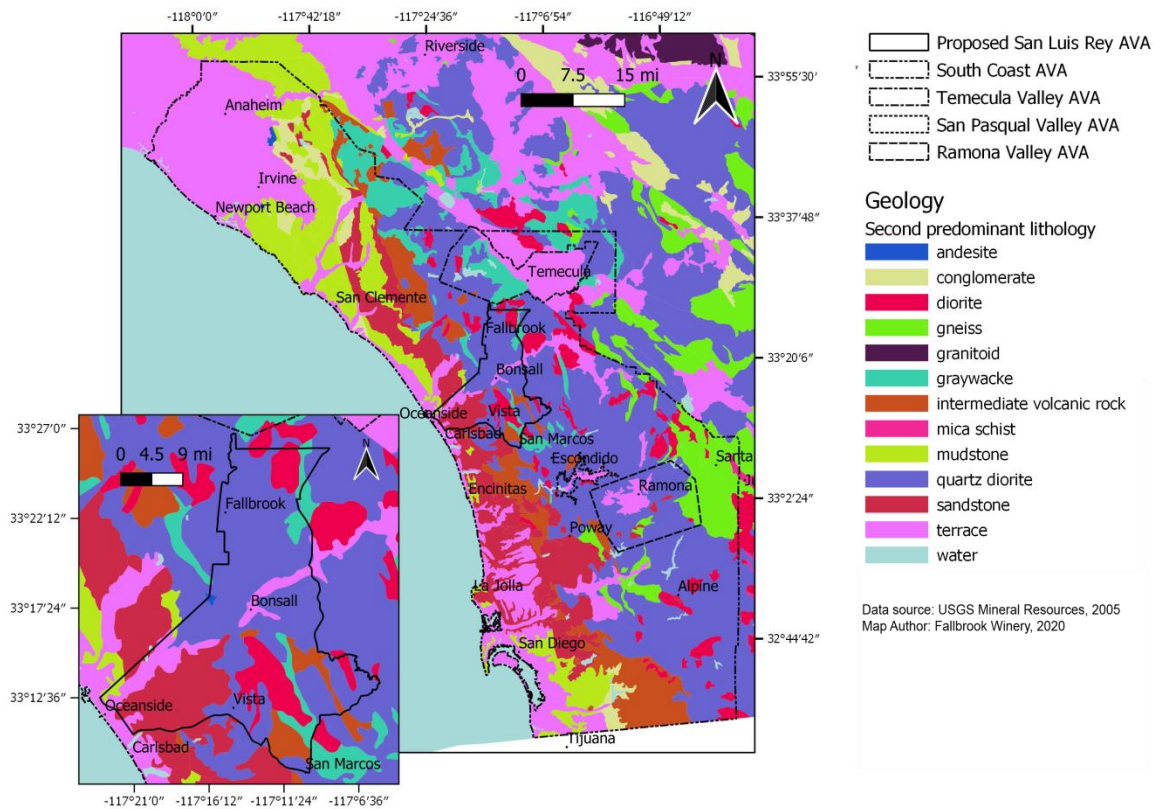 -118°0'0" -117°42'18" -117°24'36" -117°6'54" -116°49'12"
Riverside
N
0 7.5 15 mi
33°55'30'
Anaheim
Irvine
33°37'48'
Newport Beach
Temecula
San Clemente
Fallbrook
33°20'6"
Bonsall
Oceanside
Vista
Carlsbad
San Marcos
Escondido
Santa
Encinitas
Ramona
33°2'24"
Poway
La Jolla
Alpine
San Diego
32°44'42"
Tijuana
33°27'0"
N
0 4.5 9 mi
Fallbrook
33°22'12"
33°17'24"
Bonsall
33°12'36"
Oceanside
Vista
Carlsbad
San Marcos
-117°21'0" -117°16'12" -117°11'24" -117°6'36"
Proposed San Luis Rey AVA
South Coast AVA
Temecula Valley AVA
San Pasqual Valley AVA
Ramona Valley AVA
Geology
Second predominant lithology
andesite
conglomerate
diorite
gneiss
granitoid
graywacke
intermediate volcanic rock
mica schist
mudstone
quartz diorite
sandstone
terrace
water
Data source: USGS Mineral Resources, 2005
Map Author: Fallbrook Winery, 2020